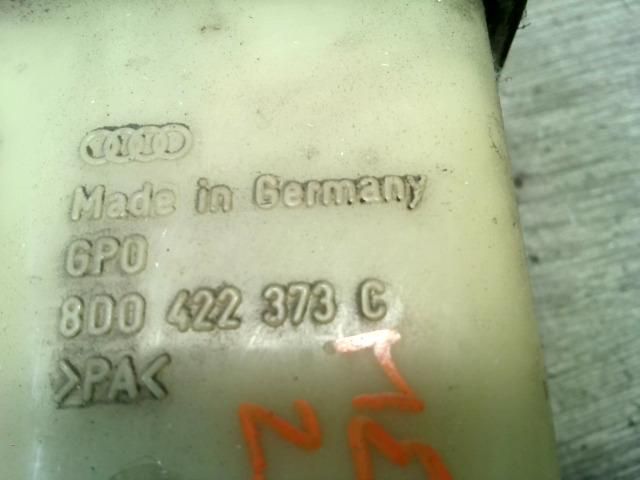 Made in Germany
GPO
8D0 422 373 C
>PA<